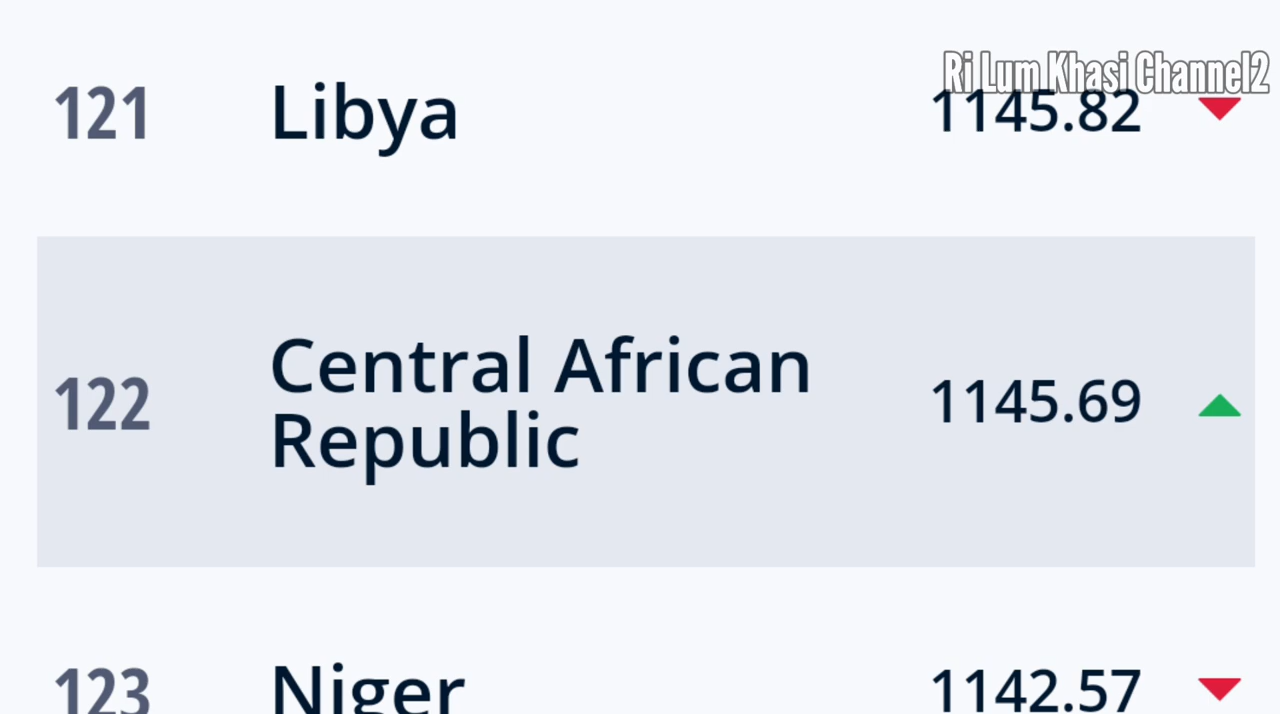 Ri Lum Khasi Channel2
121 Libya 1145.82
122 Central African
Republic 1145.69
123 Niger 1142.57